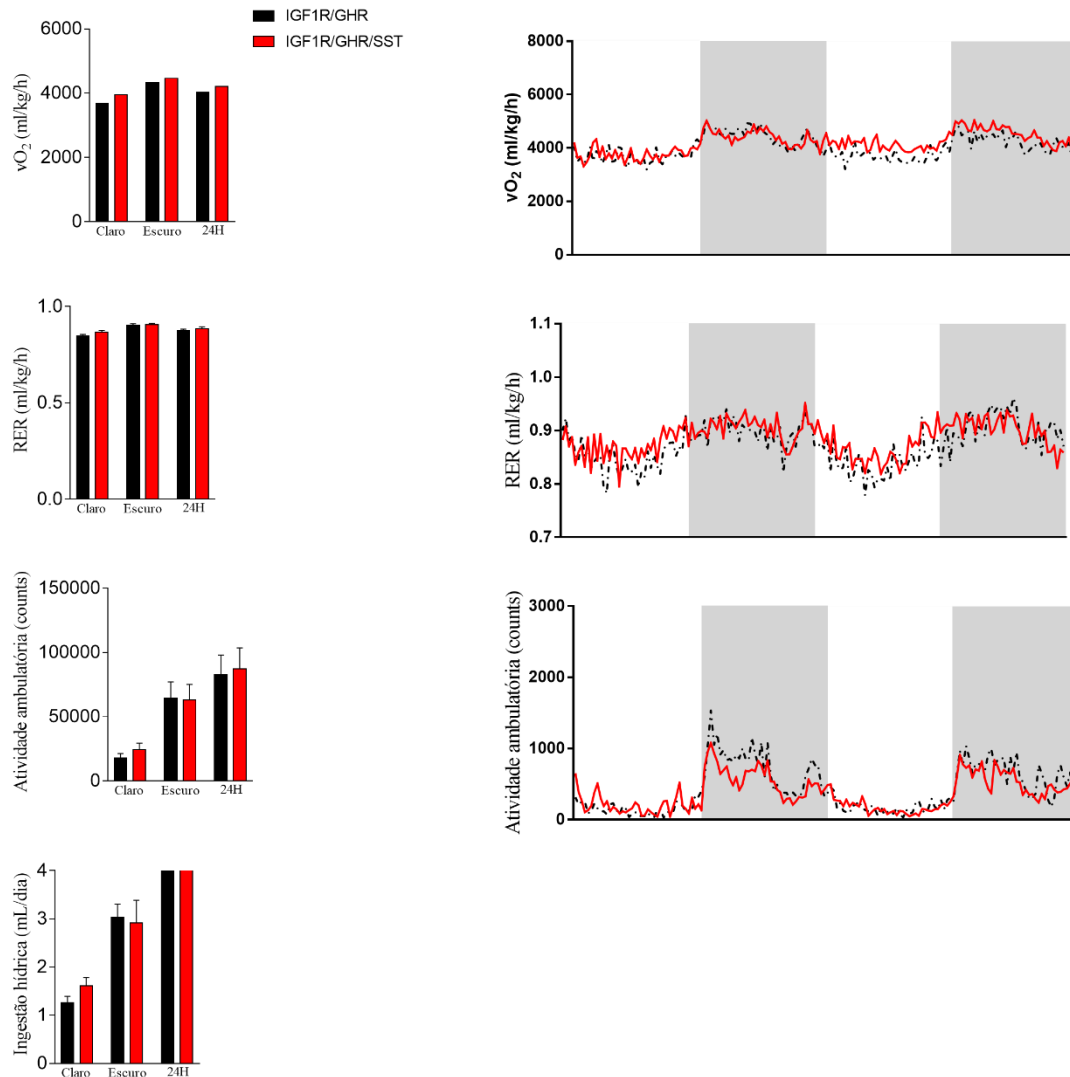 IGF1R/GHR
IGF1R/GHR/SST
vO2 (ml/kg/h)
6000
4000
2000
0
Claro Escuro 24H
vO2 (ml/kg/h)
8000
6000
4000
2000
0
RER (ml/kg/h)
1.0
0.5
0.0
Claro Escuro 24H
RER (ml/kg/h)
1.1
1.0
0.9
0.8
0.7
Atividade ambulatória (counts)
150000
100000
50000
0
Claro Escuro 24H
Atividade ambulatória (counts)
3000
2000
1000
0
Ingestão hídrica (mL/dia)
4
3
2
1
0
Claro Escuro 24H